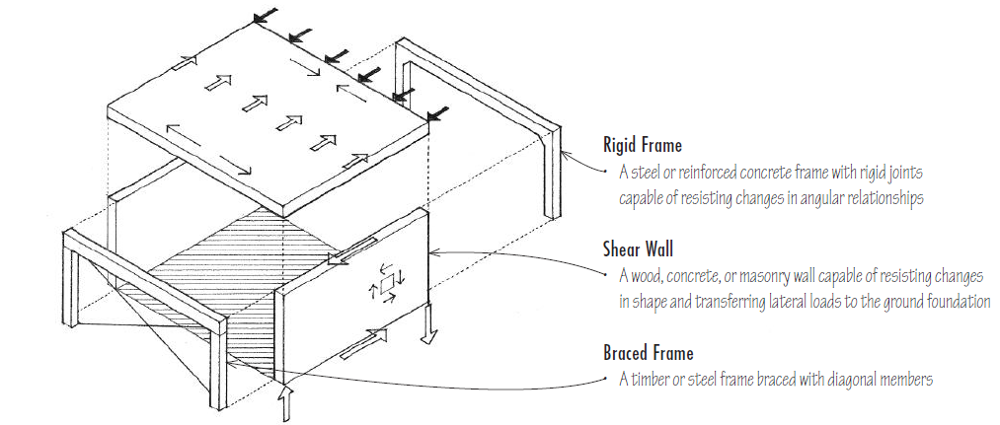 Rigid Frame
• A steel or reinforced concrete frame with rigid joints
capable of resisting changes in angular relationships
Shear Wall
• A wood, concrete, or masonry wall capable of resisting changes
in shape and transferring lateral loads to the ground foundation
Braced Frame
• A timber or steel frame braced with diagonal members